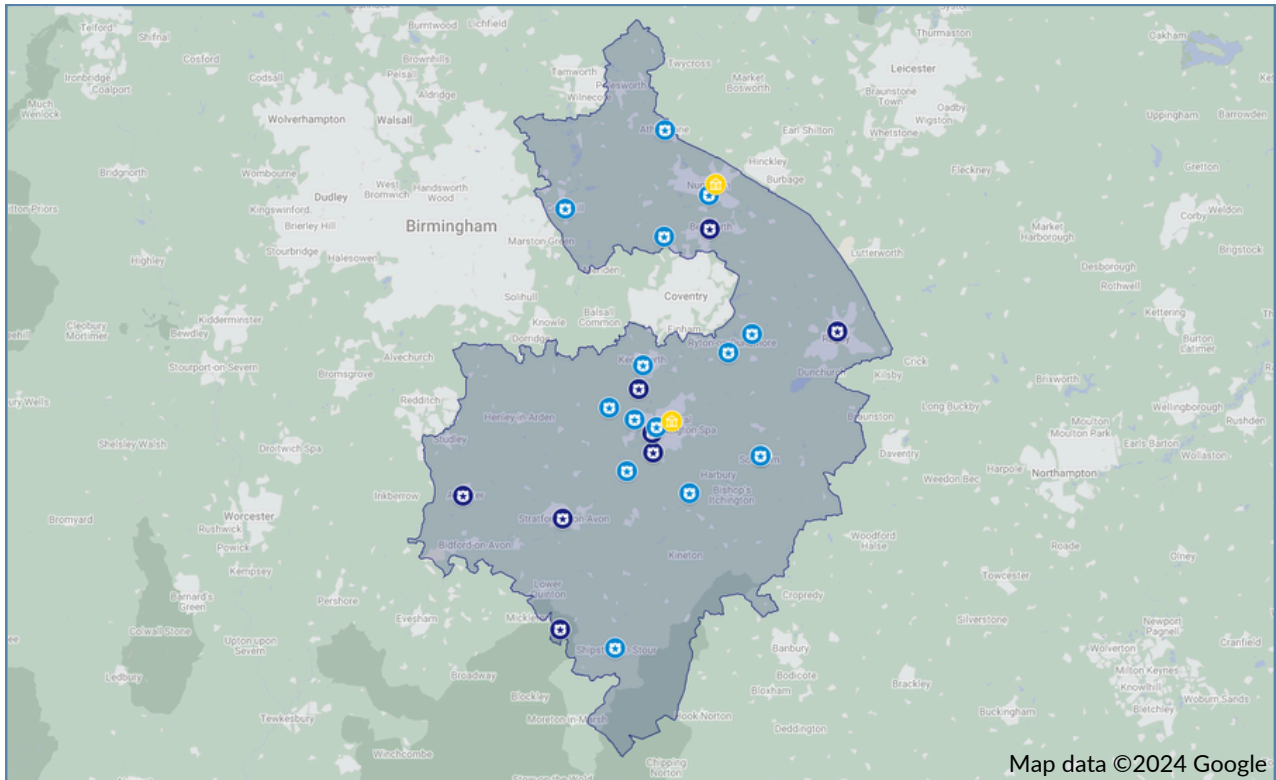 Telford
Shifnal
Burntwood
Lichfield
Thurmaston
Oakham
Cosford
Brownhills
Twycross
Ironbridge
Coalport
Codsall
Pelsall
Tamworth
Market
Bosworth
Leicester
Aldridge
Wilnecote
Braunstone
Town
Oadby
Much
Wenlock
Wolverhampton
Walsall
Wigston
Uppingham
Barrowden
Earl Shilton
Whetstone
Bridgnorth
Wombourne
Hinckley
Fleckney
Gretton
Burbage
West
Bromwich
Handsworth
Wood
Dudley
Kingswinford
Corby
Weldon
Brierley Hill
Birmingham
Market
Harborough
Stourbridge
Marston Green
Lutterworth
Brigstock
Highley
Halesowen
Desborough
Rothwell
Solihull
Coventry
Cleobury
Mortimer
Kidderminster
Balsall
Common
Kettering
Bewdley
Knowle
Finham
Dorridge
Burton
Latimer
Alvechurch
Crick
Stourport-on-Severn
Bromsgrove
Dunchurch
Kilsby
Brixworth
Redditch
Long Buckby
Wellingborough
Henley-in-Arden
Braunston
Moulton
Moulton Park
Rushden
Shelsley Walsh
Studley
Earls Barton
Droitwich Spa
Daventry
Harpole
Wollaston
Northampton
Harbury
Weedon Bec
Inkberrow
Bishop's
Itchington
Worcester
Bromyard
Rushwick
Powick
Bidford-on-Avon
Woodford
Halse
Roade
Olney
Kineton
Kempsey
Towcester
Lower
Quinton
Barnard's
Green
Pershore
Cropredy
Evesham
Silverstone
Newport
Pagnell
Colwall Stone
Upton upon
Severn
Banbury
Wolverton
Cranfield
Milton Keynes
Ledbury
Broadway
Bodicote
Brackley
Knowlhill
Woburn Sands
Blockley
Bloxham
Bletchley
Tewkesbury
Moreton-in-Marsh
Hook Norton
Buckingham
Deddington
Winchcombe
Chipping
Norton
Map data ©2024 Google